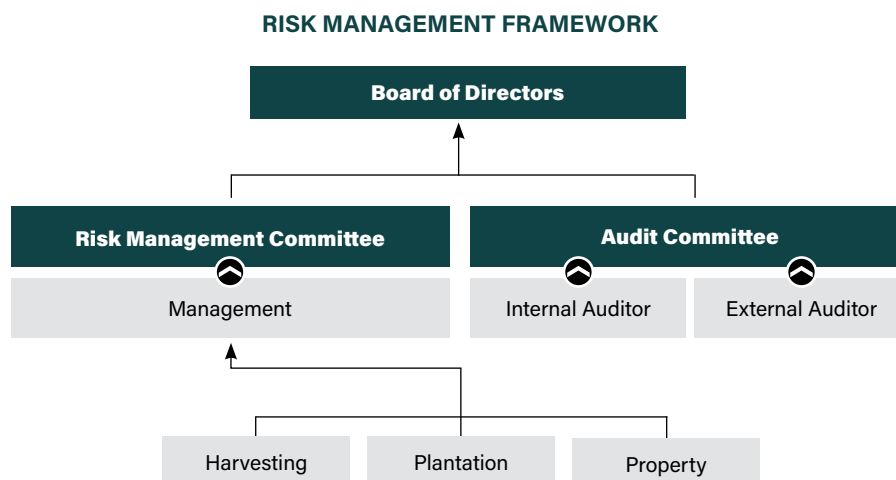 RISK MANAGEMENT FRAMEWORK
Board of Directors
Risk Management Committee
Audit Committee
Management
Internal Auditor
External Auditor
Harvesting
Plantation
Property